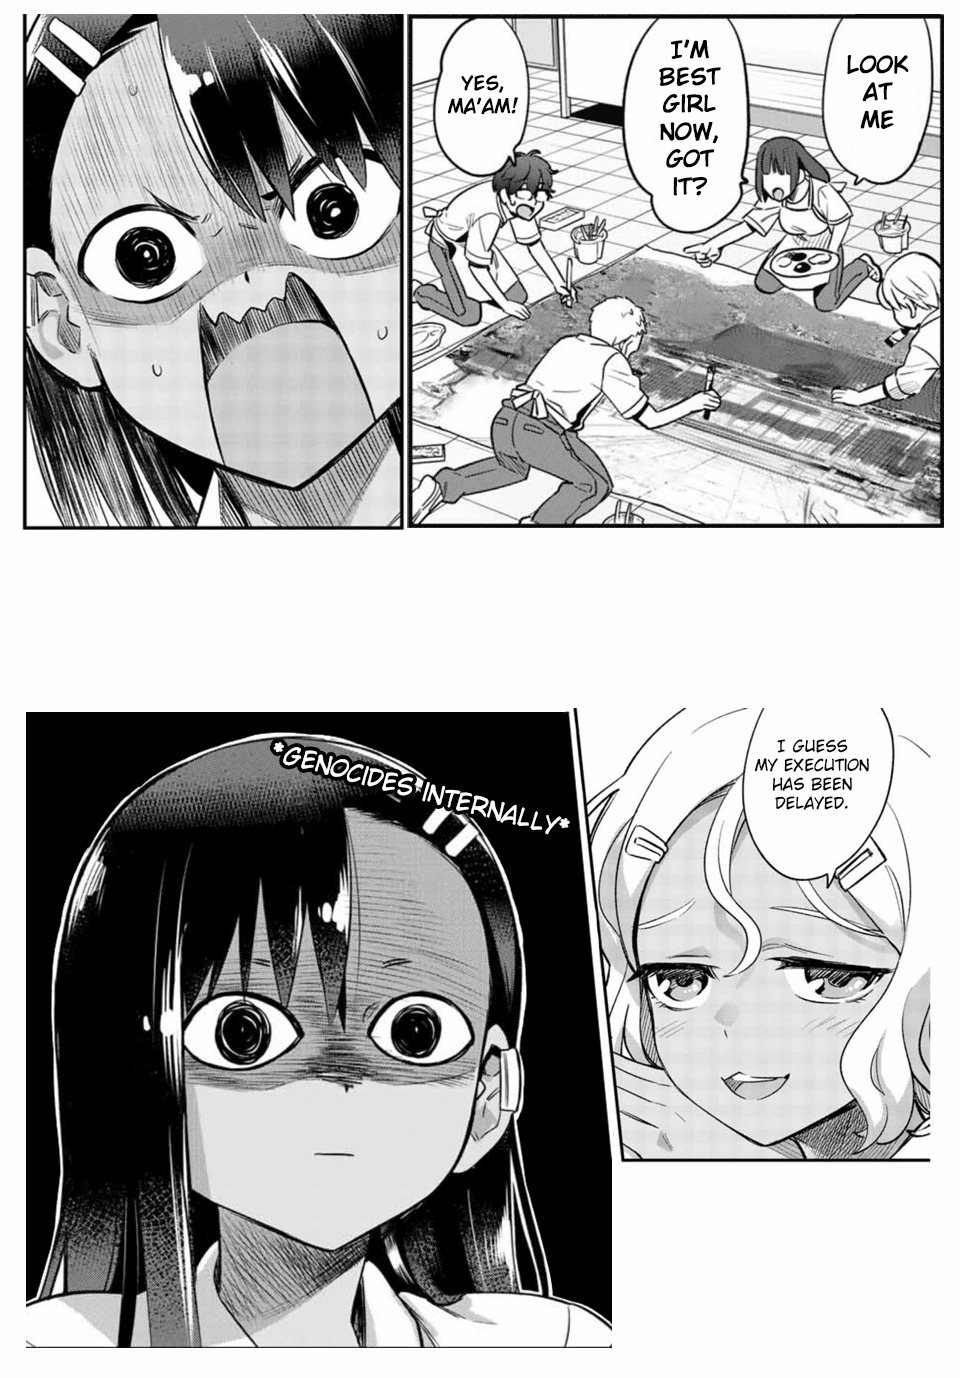 LOOK
AT
ME
I'M
BEST
GIRL
NOW,
GOT
IT?
YES,
MA'AM!
I GUESS
MY EXECUTION
HAS BEEN
DELAYED.
*GENOCIDES INTERNALLY*